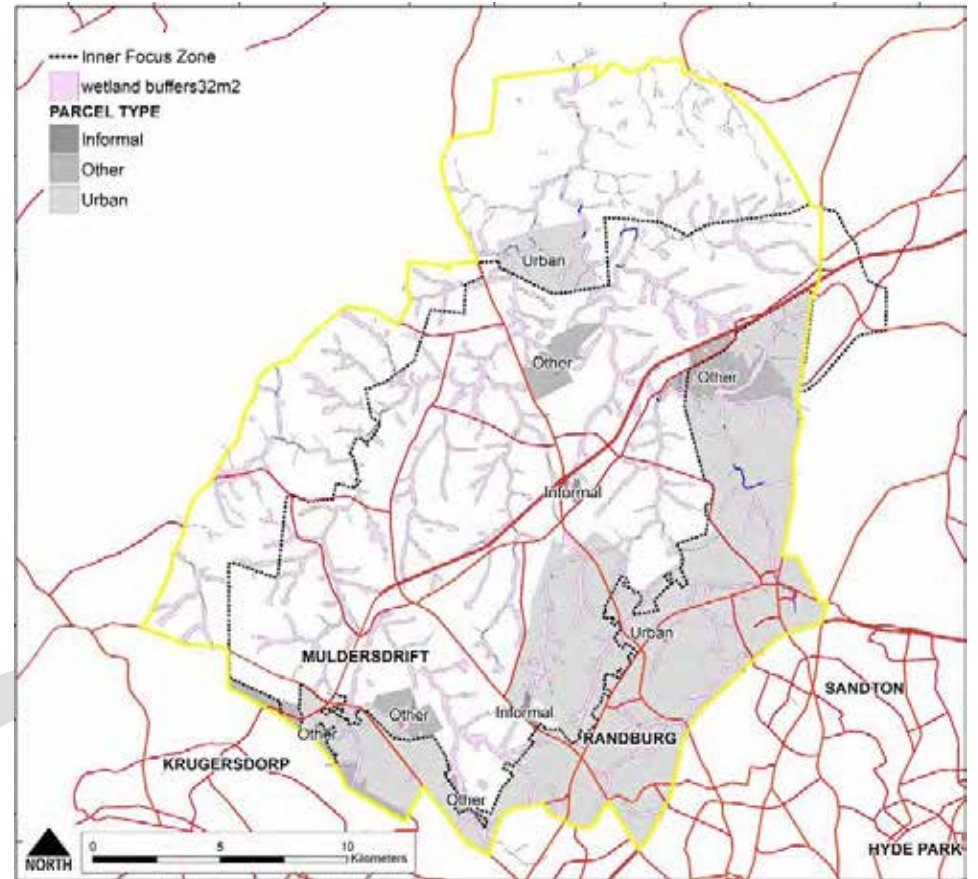 Inner Focus Zone
wetland buffers32m2
PARCEL TYPE
Informal
Other
Urban
Urban
Other
Other
Informal
Urban
MULDERSDRIFT
SANDTON
Other
Informal
Other
RANDBURG
KRUGERSDORP
Other
HYDE PARK
NORTH
0 5 10
Kilometers